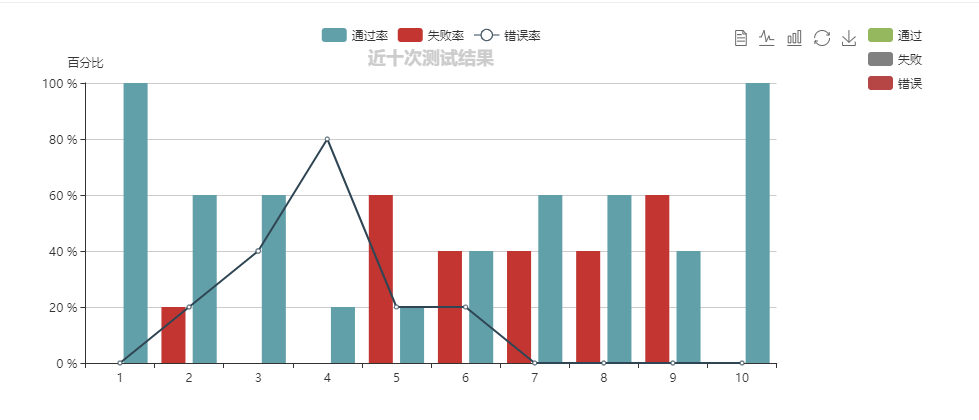 通过率 失败率 错误率
近十次测试结果
通过
失败
错误
百分比
100 %
80 %
60 %
40 %
20 %
0 %
1 2 3 4 5 6 7 8 9 10